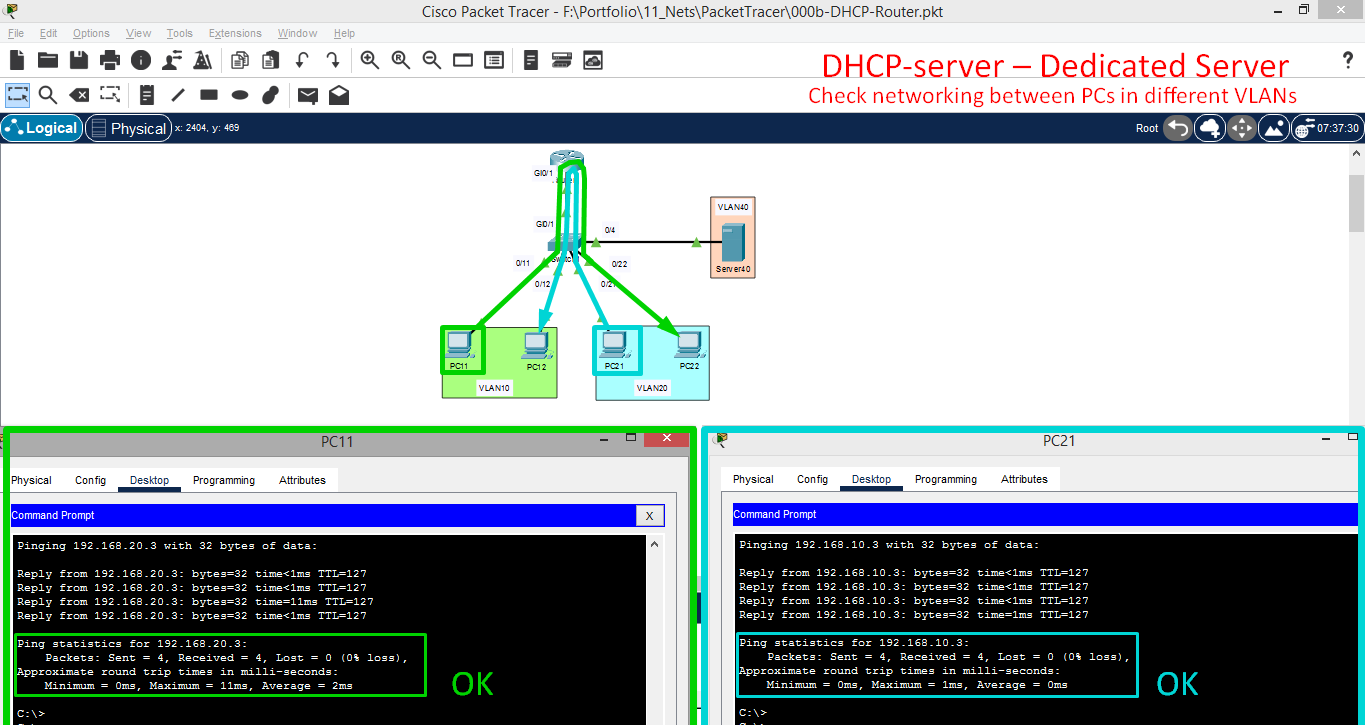 Cisco Packet Tracer - F:\Portfolio\11_Nets\PacketTracer\000b-DHCP-Router.pkt
File Edit Options View Tools Extensions Window Help
DHCP-server – Dedicated Server
?
Check networking between PCs in different VLANs
Logical Physical x: 2404, y: 469 Root 07:37:30
GI0/1
VLAN40
GI0/1
0/4
Server40
0/11 0/22
0/12 0/21
PC11 PC12 PC21 PC22
VLAN10 VLAN20
PC11
Physical Config Desktop Programming Attributes
Command Prompt X
Pinging 192.168.20.3 with 32 bytes of data:
Reply from 192.168.20.3: bytes=32 time<1ms TTL=127
Reply from 192.168.20.3: bytes=32 time<1ms TTL=127
Reply from 192.168.20.3: bytes=32 time=11ms TTL=127
Reply from 192.168.20.3: bytes=32 time<1ms TTL=127
Ping statistics for 192.168.20.3:
Packets: Sent = 4, Received = 4, Lost = 0 (0% loss),
Approximate round trip times in milli-seconds:
Minimum = 0ms, Maximum = 11ms, Average = 2ms
OK
C:\>
PC21
Physical Config Desktop Programming Attributes
Command Prompt
Pinging 192.168.10.3 with 32 bytes of data:
Reply from 192.168.10.3: bytes=32 time<1ms TTL=127
Reply from 192.168.10.3: bytes=32 time<1ms TTL=127
Reply from 192.168.10.3: bytes=32 time<1ms TTL=127
Reply from 192.168.10.3: bytes=32 time=1ms TTL=127
Ping statistics for 192.168.10.3:
Packets: Sent = 4, Received = 4, Lost = 0 (0% loss),
Approximate round trip times in milli-seconds:
Minimum = 0ms, Maximum = 1ms, Average = 0ms
OK
C:\>